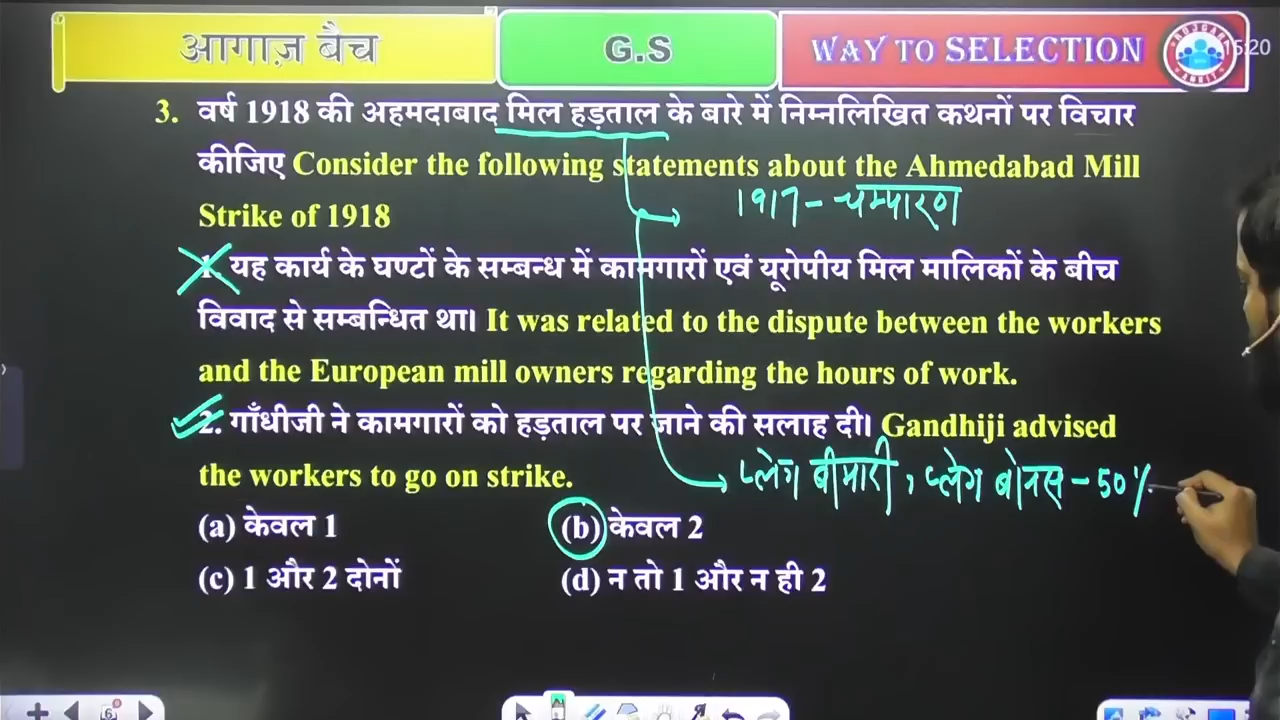 आगाज़ बैच
G.S
WAY TO SELECTION
15:20
3. वर्ष 1918 की अहमदाबाद मिल हड़ताल के बारे में निम्नलिखित कथनों पर विचार
कीजिए Consider the following statements about the Ahmedabad Mill
Strike of 1918
1917 - चम्पारण
1. यह कार्य के घण्टों के सम्बन्ध में कामगारों एवं यूरोपीय मिल मालिकों के बीच
विवाद से सम्बन्धित था। It was related to the dispute between the workers
and the European mill owners regarding the hours of work.
2. गाँधीजी ने कामगारों को हड़ताल पर जाने की सलाह दी। Gandhiji advised
the workers to go on strike.
प्लेग बीमारी, प्लेग बोनस - 50%
(a) केवल 1 (b) केवल 2
(c) 1 और 2 दोनों (d) न तो 1 और न ही 2
6